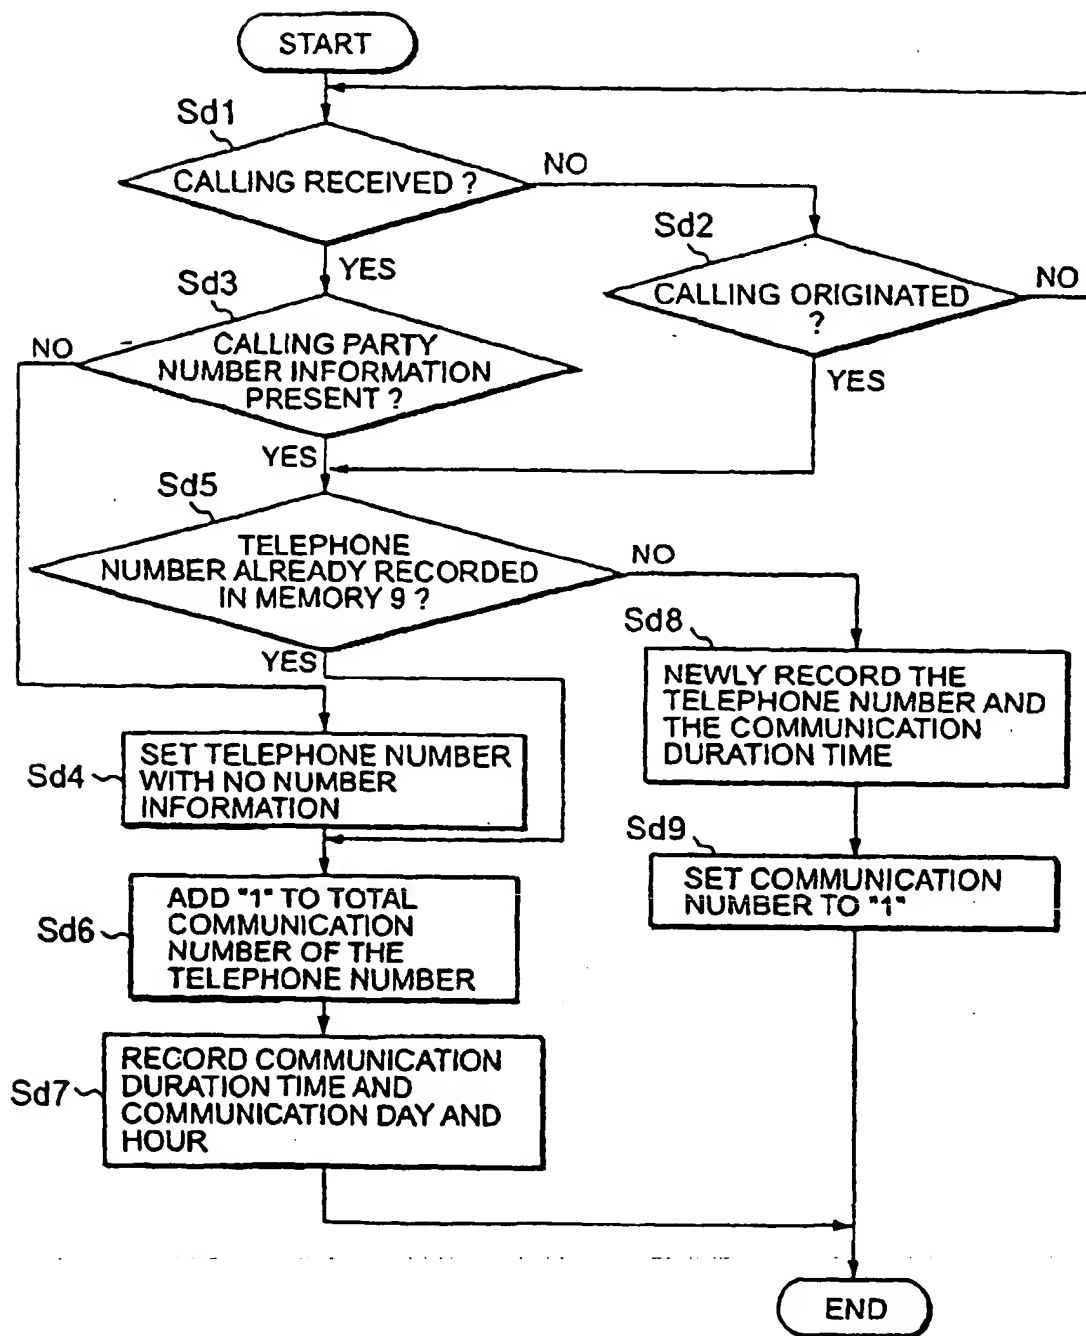 START
Sd1
CALLING RECEIVED ?
NO
YES
Sd2
CALLING ORIGINATED
?
NO
YES
Sd3
NO
CALLING PARTY
NUMBER INFORMATION
PRESENT ?
YES
Sd5
TELEPHONE
NUMBER ALREADY RECORDED
IN MEMORY 9 ?
NO
YES
Sd8
NEWLY RECORD THE
TELEPHONE NUMBER AND
THE COMMUNICATION
DURATION TIME
Sd4
SET TELEPHONE NUMBER
WITH NO NUMBER
INFORMATION
Sd9
SET COMMUNICATION
NUMBER TO "1"
Sd6
ADD "1" TO TOTAL
COMMUNICATION
NUMBER OF THE
TELEPHONE NUMBER
Sd7
RECORD COMMUNICATION
DURATION TIME AND
COMMUNICATION DAY AND
HOUR
END